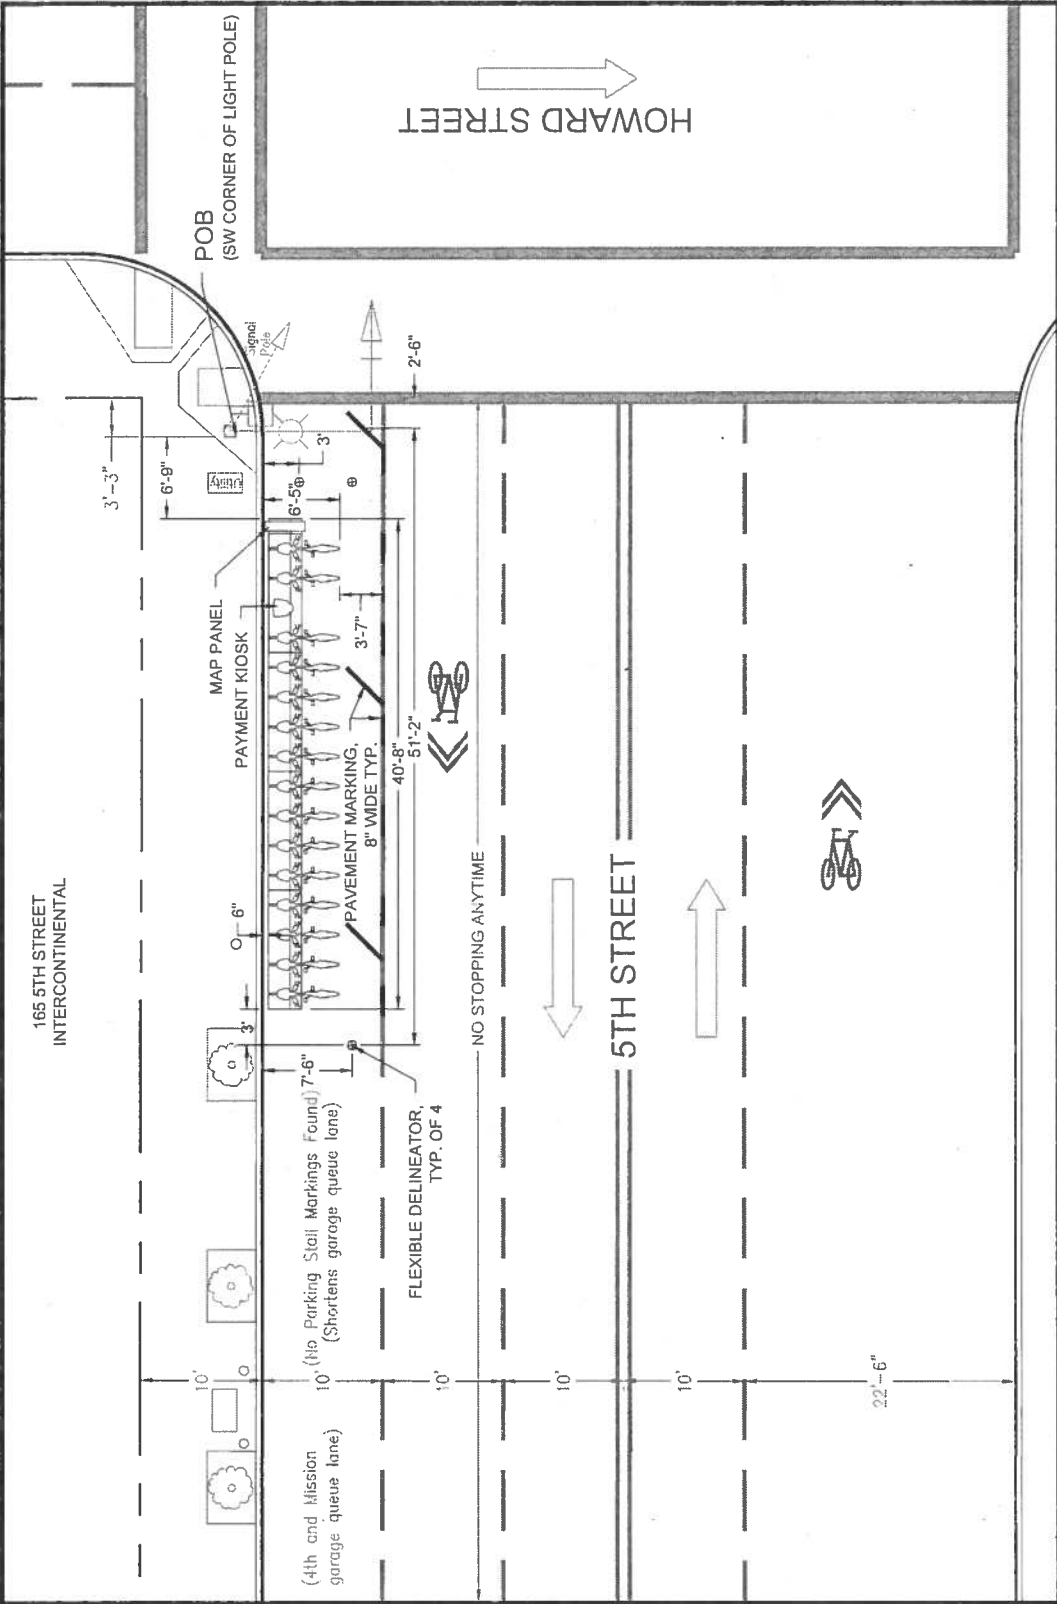 HOWARD STREET
POB
(SW CORNER OF LIGHT POLE)
Signal
Pole
2'-6"
3'-3"
6'-9"
Utility
3'
6'-5"
MAP PANEL
PAYMENT KIOSK
3'-7"
PAVEMENT MARKING,
8" WIDE TYP.
40'-8"
51'-2"
165 5TH STREET
INTERCONTINENTAL
6"
3'
7'-6"
NO STOPPING ANYTIME
5TH STREET
FLEXIBLE DELINEATOR,
TYP. OF 4
(No Parking Stall Markings Found)
(Shortens garage queue lane)
(4th and Mission
garage queue lane)
10'
10'
10'
10'
10'
22'-6"